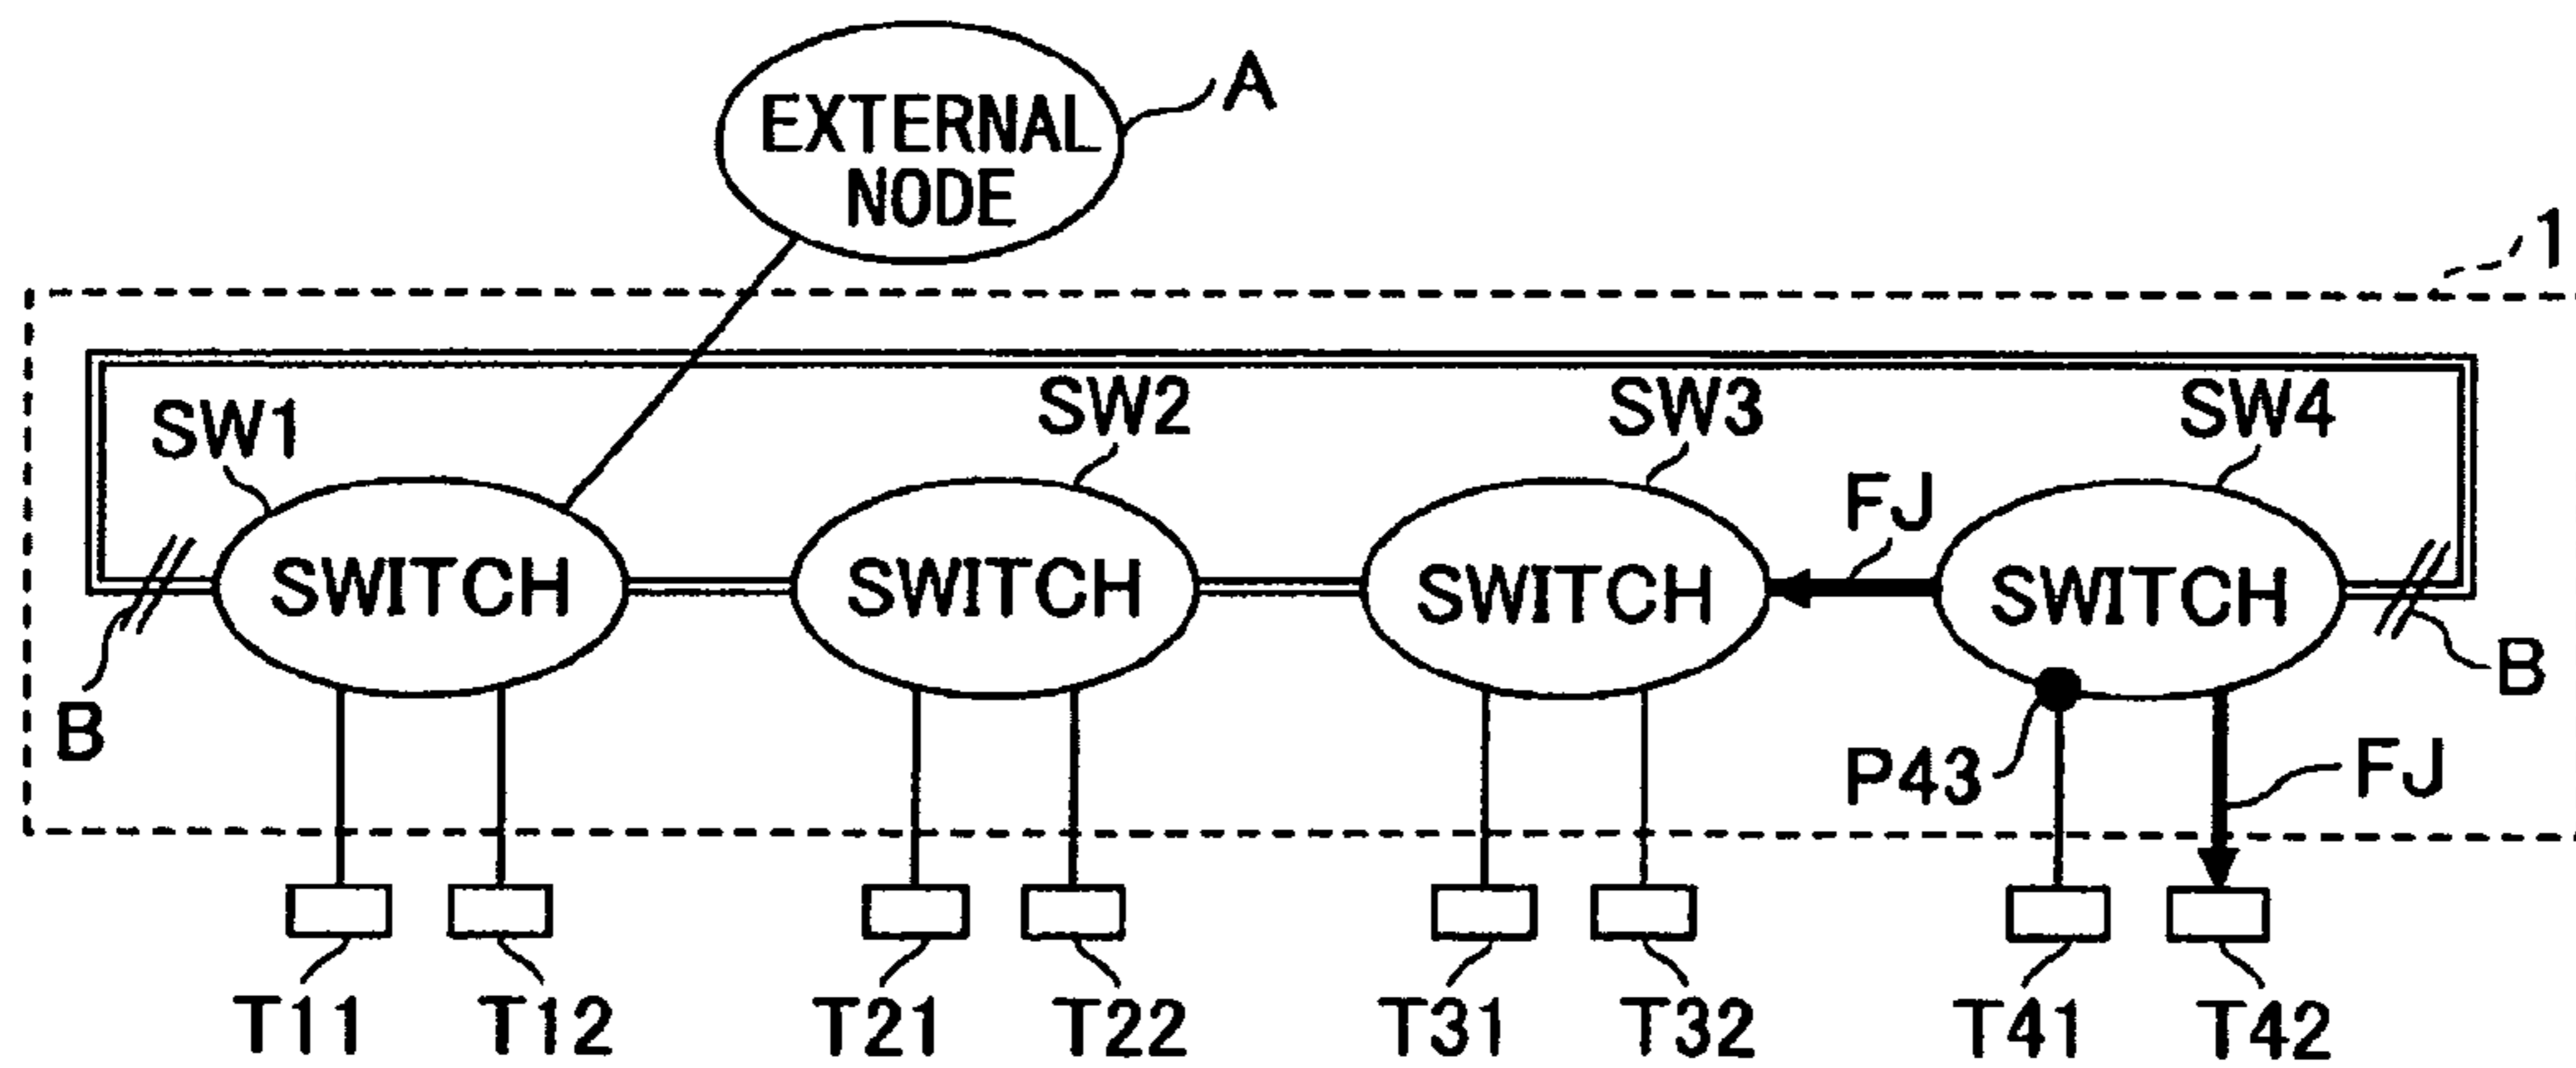 EXTERNAL
NODE
A
1
SW1
SW2
SW3
SW4
FJ
SWITCH
SWITCH
SWITCH
SWITCH
B
B
P43
FJ
T11
T12
T21
T22
T31
T32
T41
T42